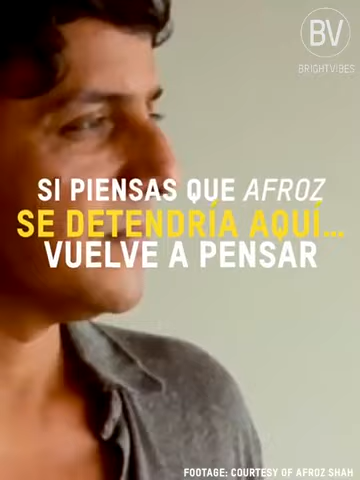 BV
BRIGHTVIBES
SI PIENSAS QUE AFROZ
SE DETENDRÍA AQUÍ...
VUELVE A PENSAR
FOOTAGE: COURTESY OF AFROZ SHAH